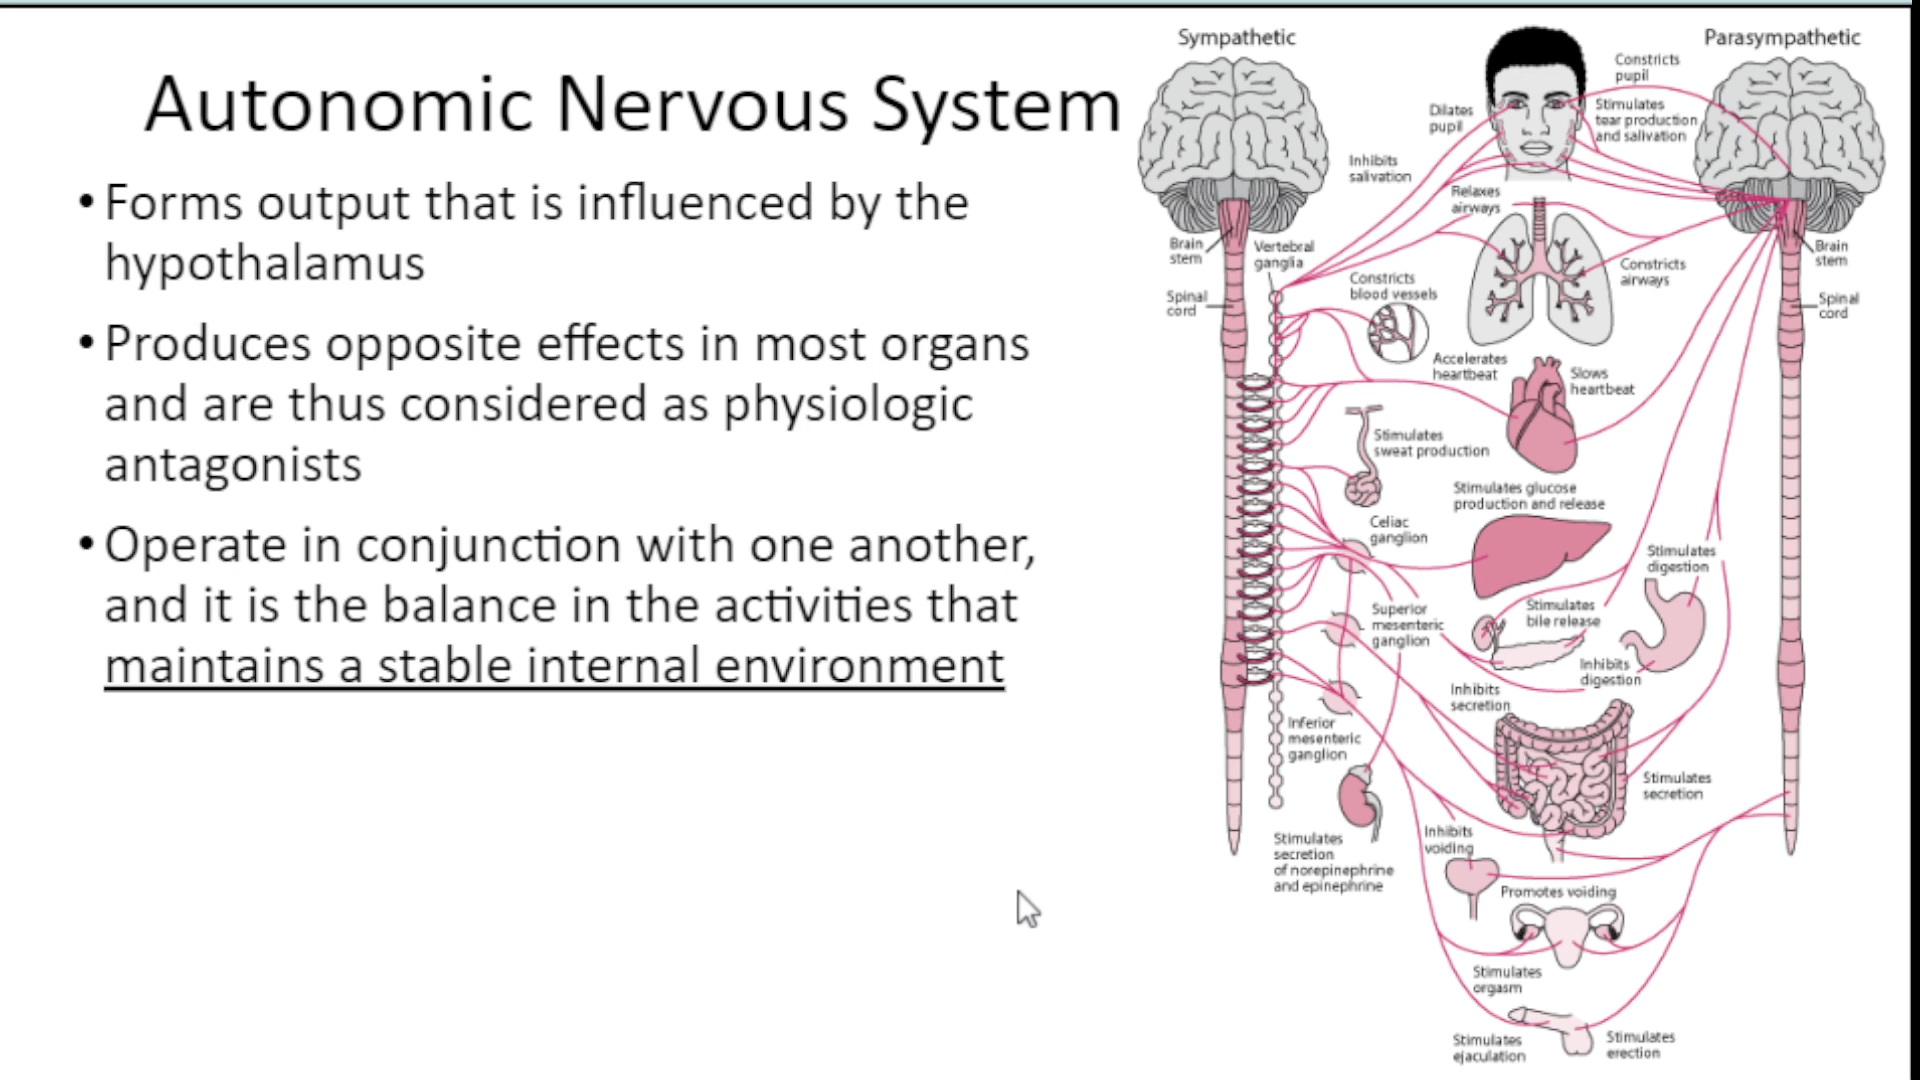 Autonomic Nervous System
• Forms output that is influenced by the
hypothalamus
• Produces opposite effects in most organs
and are thus considered as physiologic
antagonists
• Operate in conjunction with one another,
and it is the balance in the activities that
maintains a stable internal environment
Sympathetic
Parasympathetic
Constricts
pupil
Dilates
pupil
Stimulates
tear production
and salivation
Inhibits
salivation
Relaxes
airways
Brain
stem
Vertebral
ganglia
Brain
stem
Constricts
airways
Constricts
blood vessels
Spinal
cord
Spinal
cord
Accelerates
heartbeat
Slows
heartbeat
Stimulates
sweat production
Stimulates glucose
production and release
Celiac
ganglion
Stimulates
digestion
Superior
mesenteric
ganglion
Stimulates
bile release
Inhibits
digestion
Inhibits
secretion
Inferior
mesenteric
ganglion
Stimulates
secretion
Stimulates
secretion
of norepinephrine
and epinephrine
Inhibits
voiding
Promotes voiding
Stimulates
orgasm
Stimulates
ejaculation
Stimulates
erection